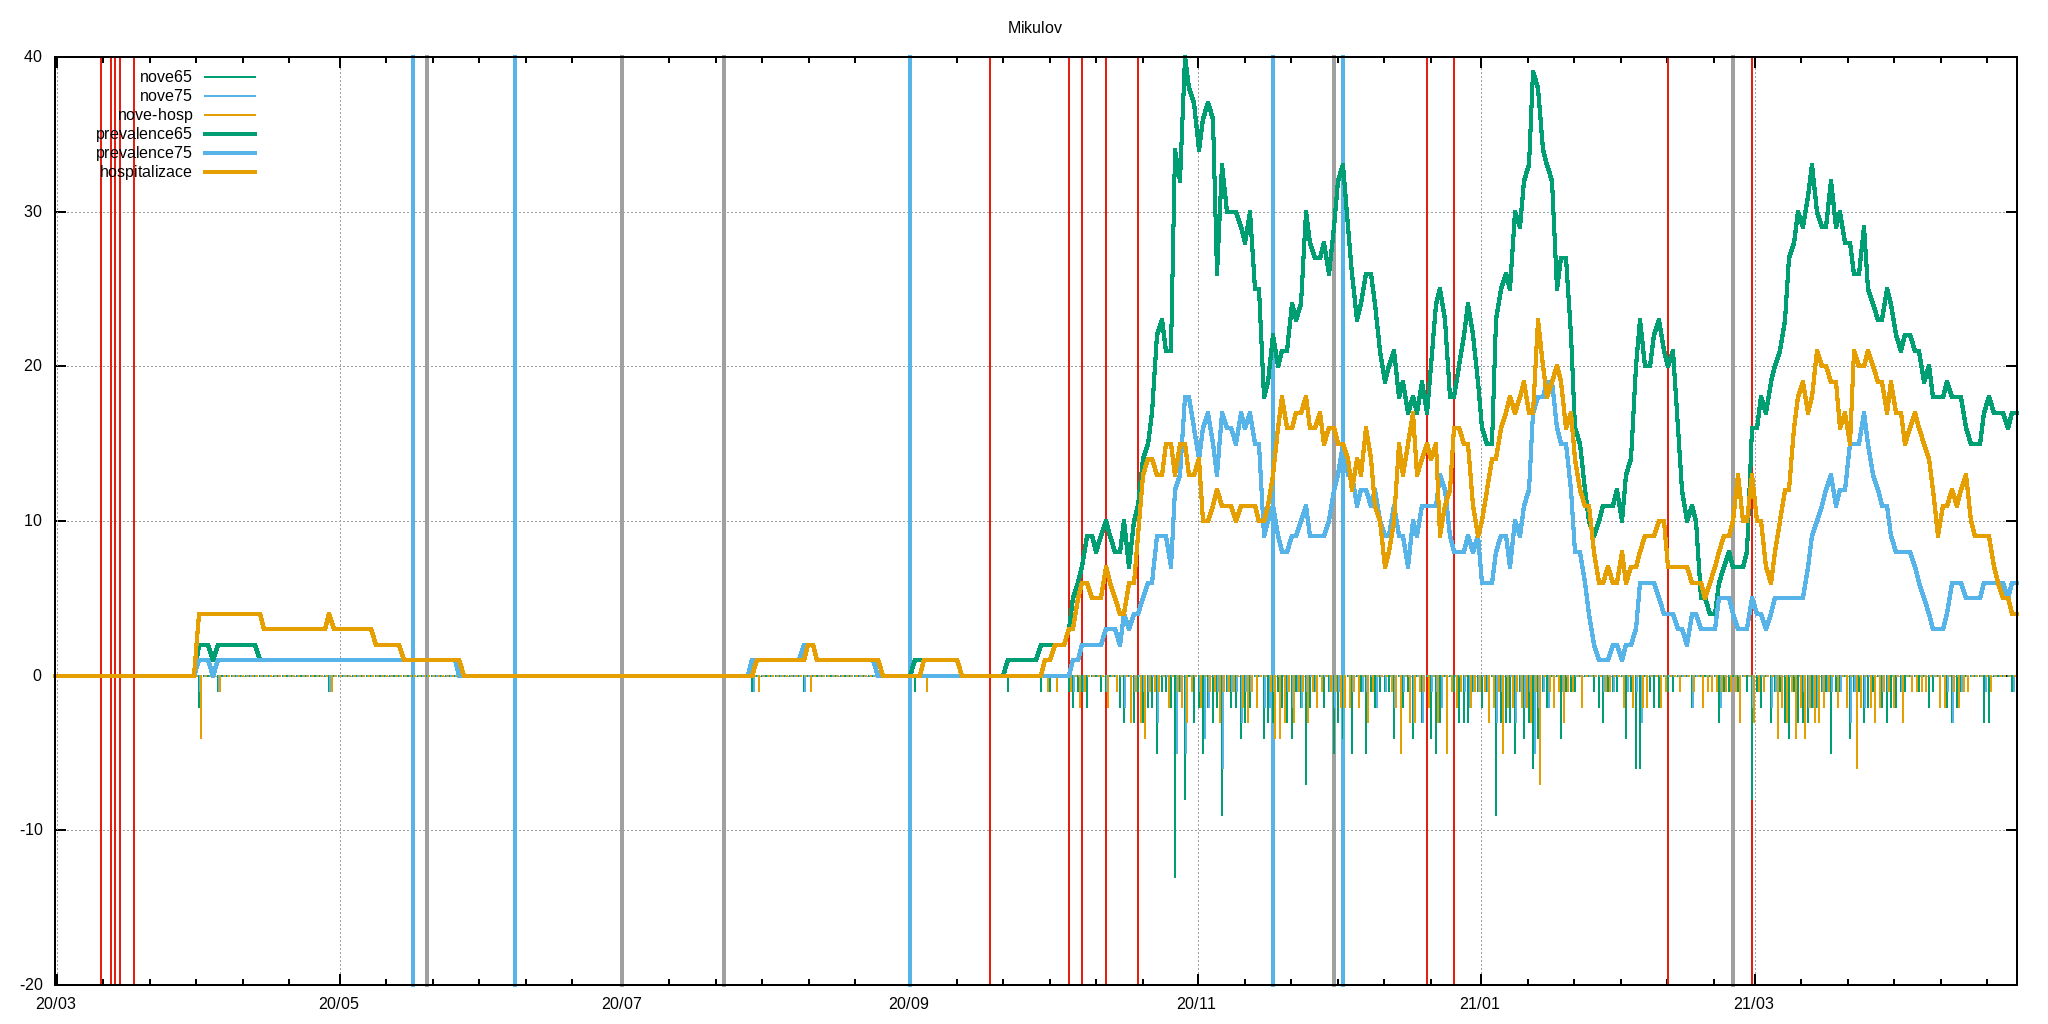 Mikulov
40
nove65
nove75
nove-hosp
prevalence65
prevalence75
hospitalizace
30
20
10
0
-10
-20
20/03 20/05 20/07 20/09 20/11 21/01 21/03